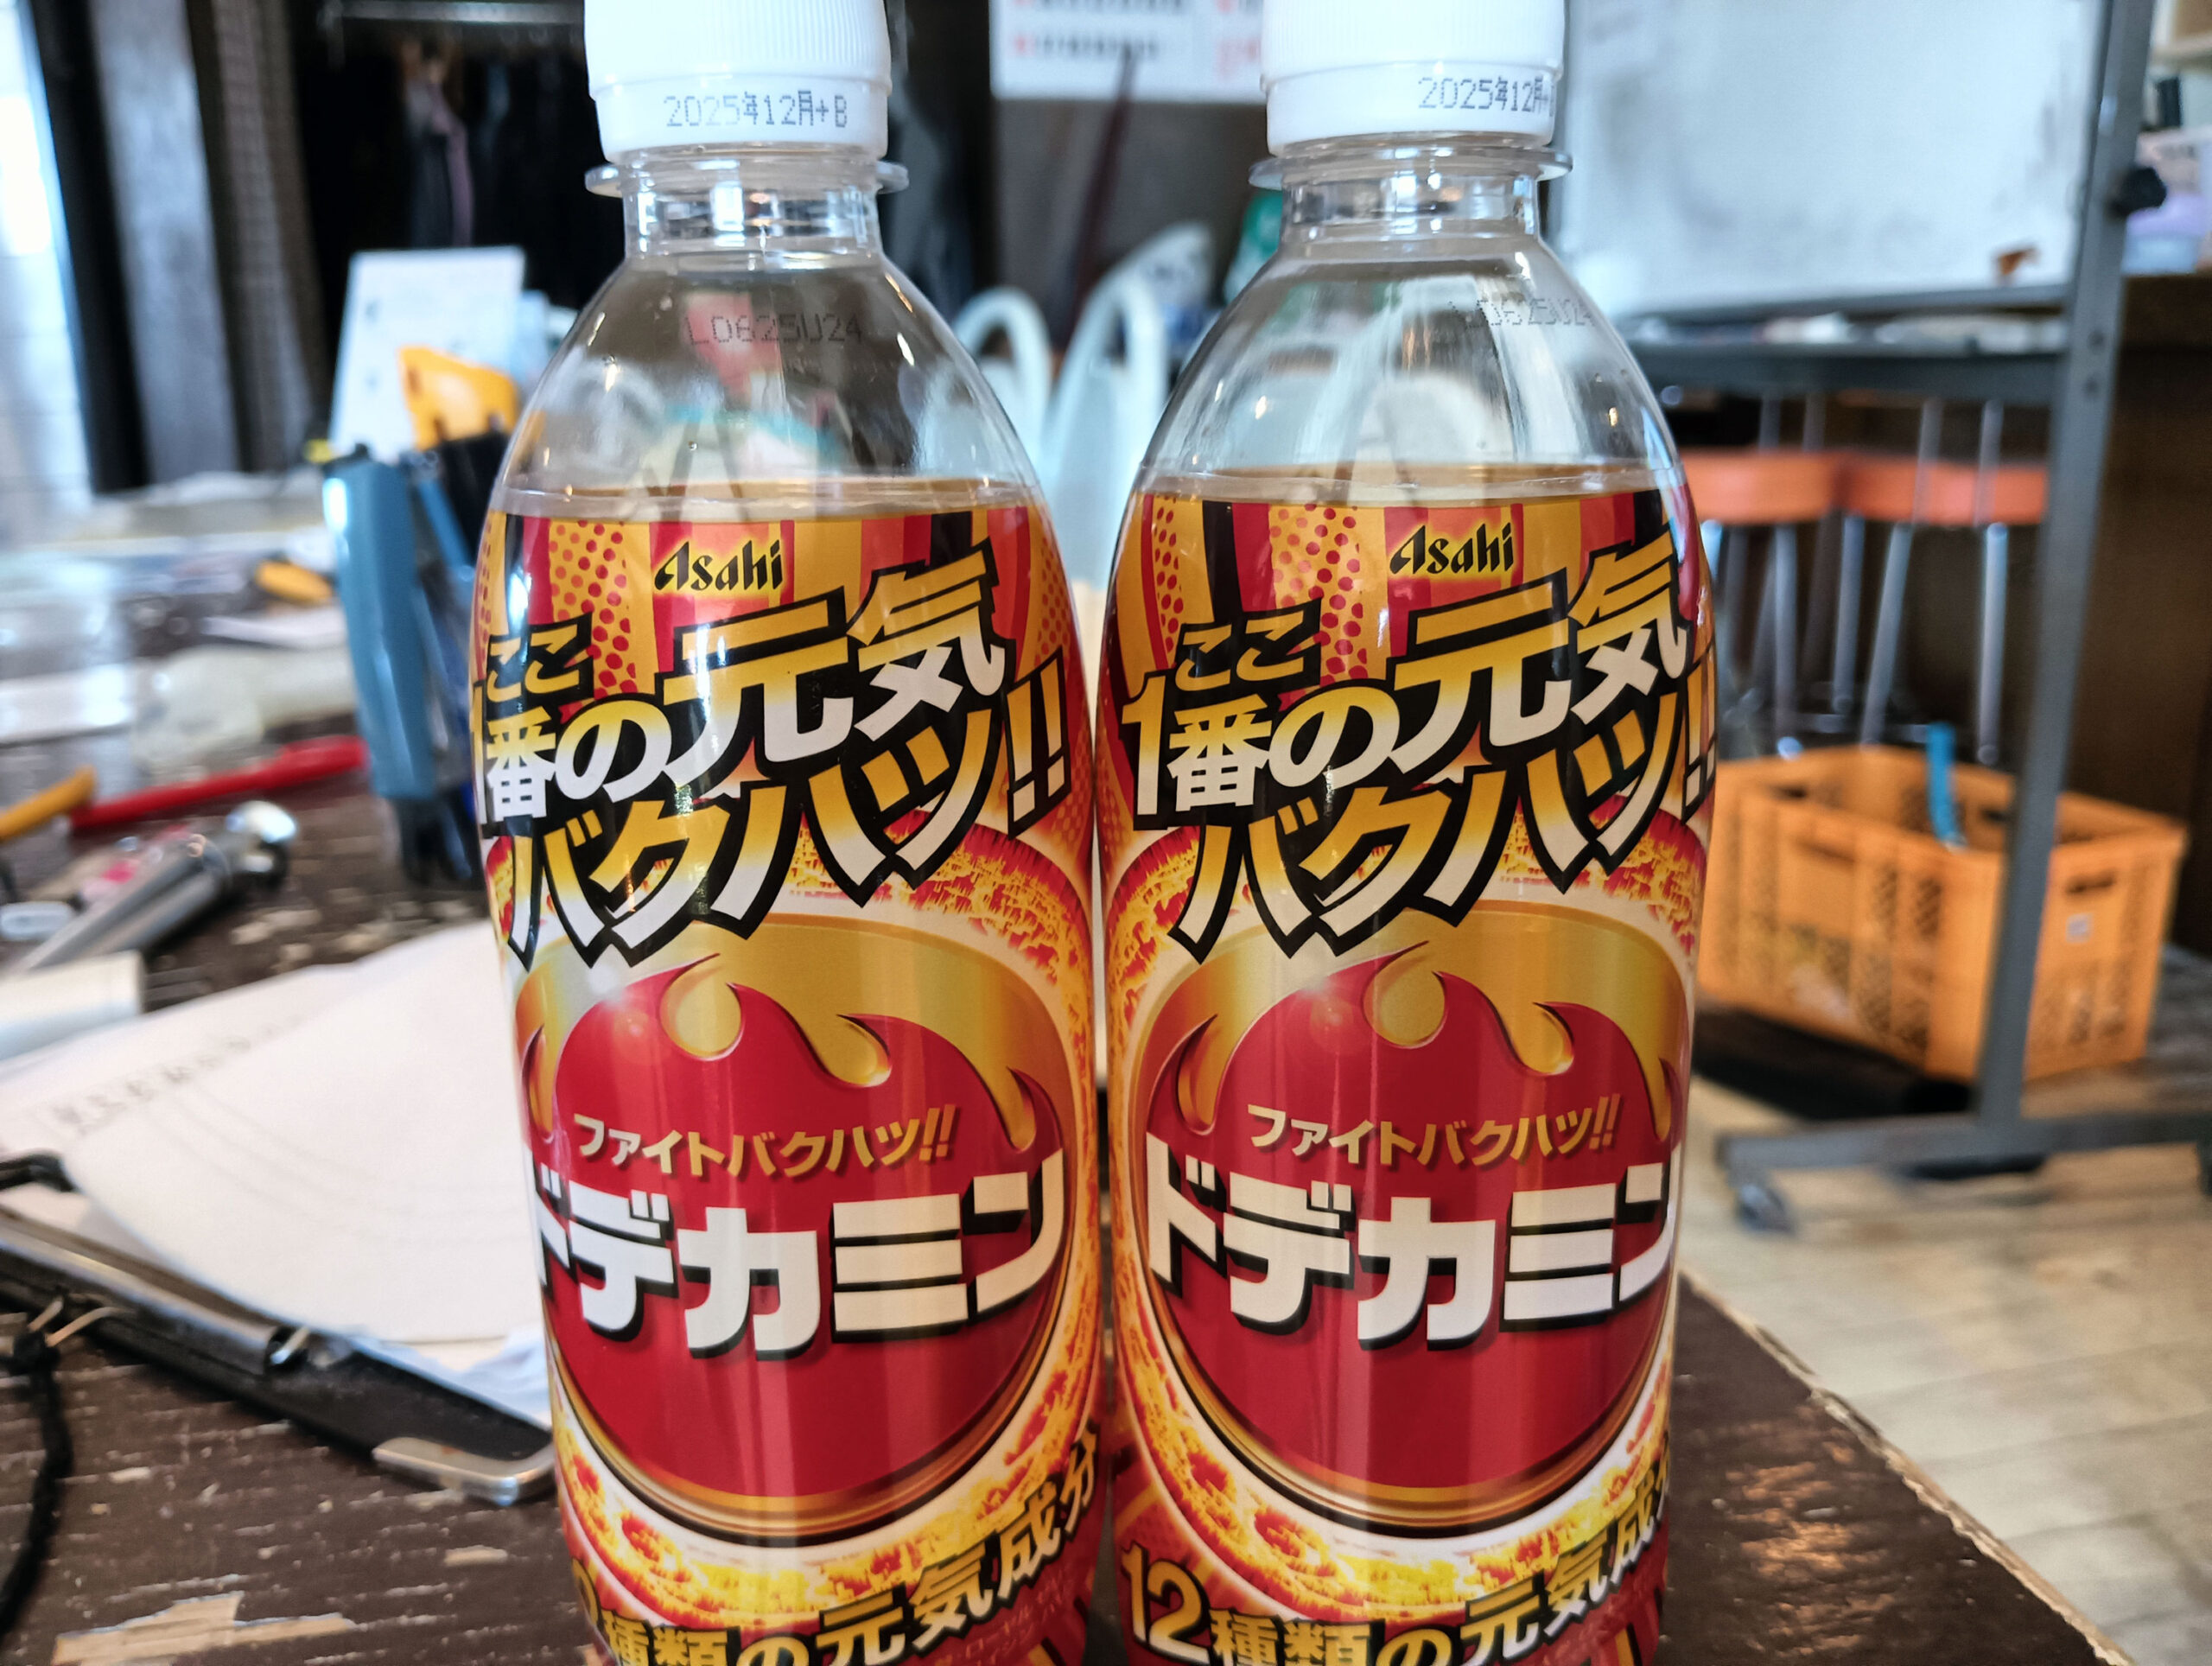 2025年12月+B
LO625U24
Asahi
ここ
1番の元気
バクハツ!!
ファイトバクハツ!!
ドデカミン
種類の元気成分
2025年12月+
LO625U24
Asahi
ここ
1番の元気
バクハツ!!
ファイトバクハツ!!
ドデカミン
12種類の元気成分